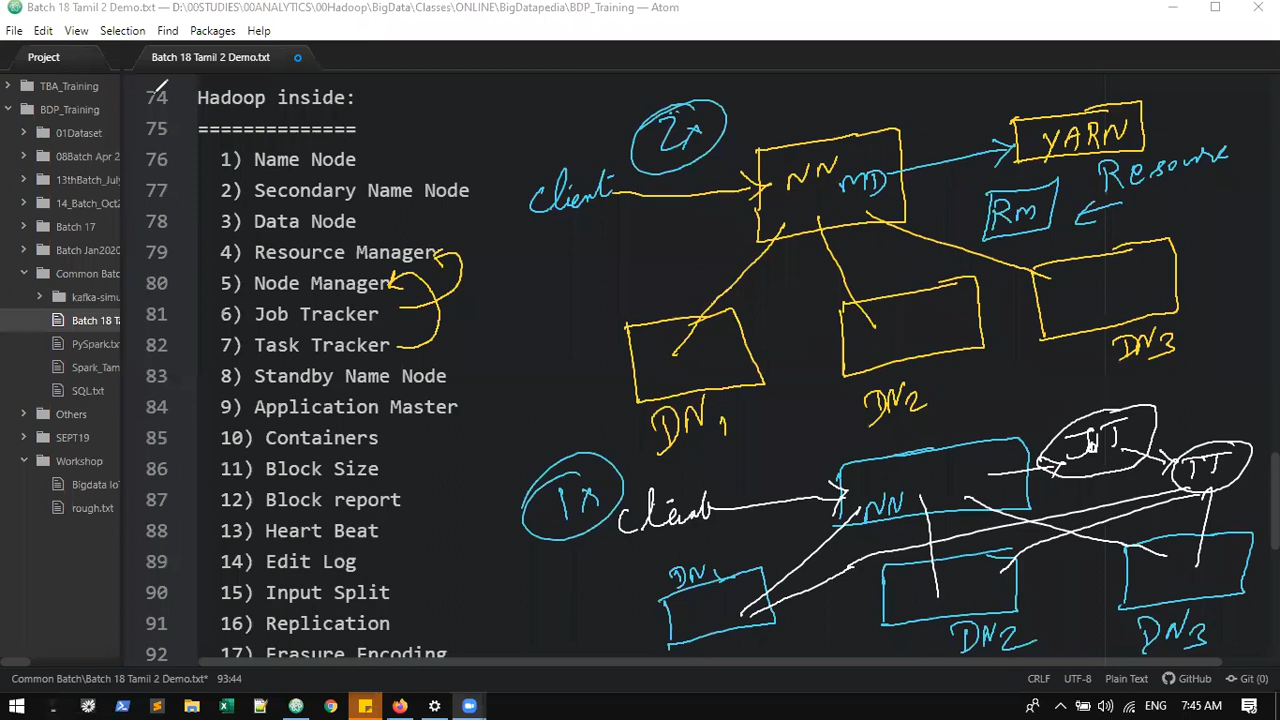 Batch 18 Tamil 2 Demo.txt — D:\00STUDIES\00ANALYTICS\00Hadoop\BigData\Classes\ONLINE\BigDatapedia\BDP_Training — Atom
File Edit View Selection Find Packages Help
Project
Batch 18 Tamil 2 Demo.txt
TBA_Training
BDP_Training
01Dataset
08Batch Apr 2
13thBatch_July
14_Batch_Oct2
Batch 17
Batch Jan2020
Common Batc
kafka-simu
Batch 18 Ta
PySpark.txt
Spark_Tam
SQL.txt
Others
SEPT19
Workshop
Bigdata Io
rough.txt
74 Hadoop inside:
75 ==============
76 1) Name Node
77 2) Secondary Name Node
78 3) Data Node
79 4) Resource Manager
80 5) Node Manager
81 6) Job Tracker
82 7) Task Tracker
83 8) Standby Name Node
84 9) Application Master
85 10) Containers
86 11) Block Size
87 12) Block report
88 13) Heart Beat
89 14) Edit Log
90 15) Input Split
91 16) Replication
92 17) Erasure Encoding
2x
Client
NN MD
YARN
Resource
Rm
DN1
DN2
DN3
1x
Client
NN
JT
TT
DN1
DN2
DN3
Common Batch\Batch 18 Tamil 2 Demo.txt* 93:44
CRLF UTF-8 Plain Text GitHub Git (0)
ENG 7:45 AM